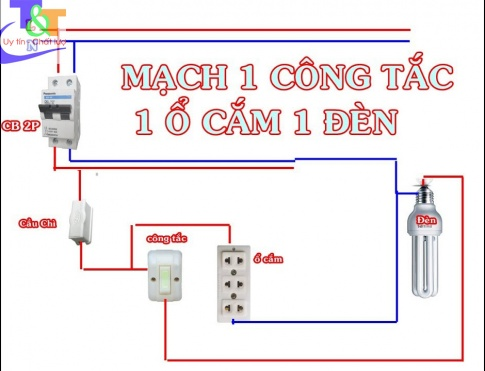 T&T
Uy tín - Chất lượng
N
MẠCH 1 CÔNG TẮC
1 Ổ CẮM 1 ĐÈN
Panasonic
CB 2P
Cầu Chì
công tắc
ổ cắm
Đèn